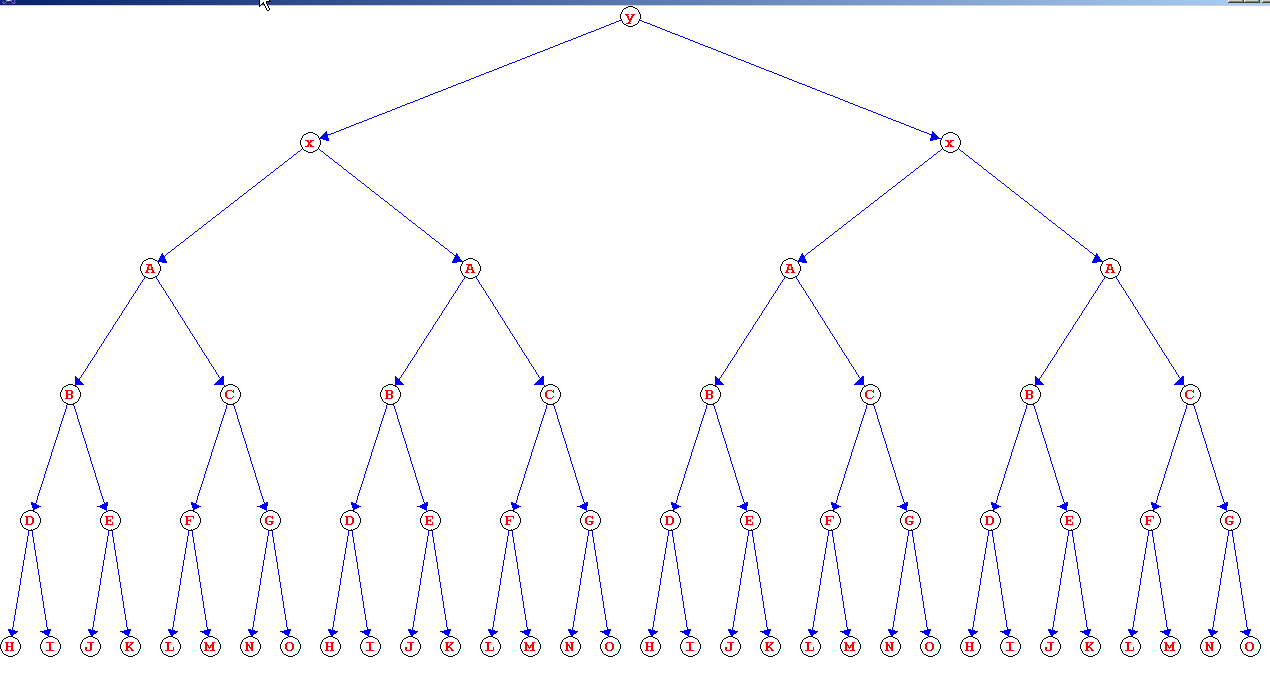 y
x x
A A A A
B C B C B C B C
D E F G D E F G D E F G D E F G
H I J K L M N O H I J K L M N O H I J K L M N O H I J K L M N O